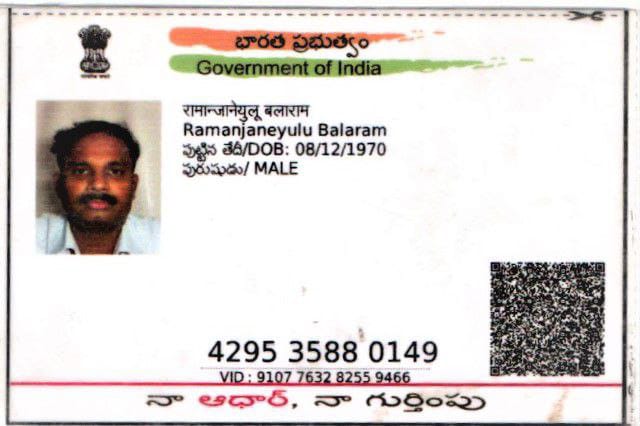 భారత ప్రభుత్వం
Government of India
रामान्जानेयुलू बलाराम
Ramanjaneyulu Balaram
పుట్టిన తేదీ/DOB: 08/12/1970
పురుషుడు/ MALE
4295 3588 0149
VID : 9107 7632 8255 9466
నా ఆధార్, నా గుర్తింపు